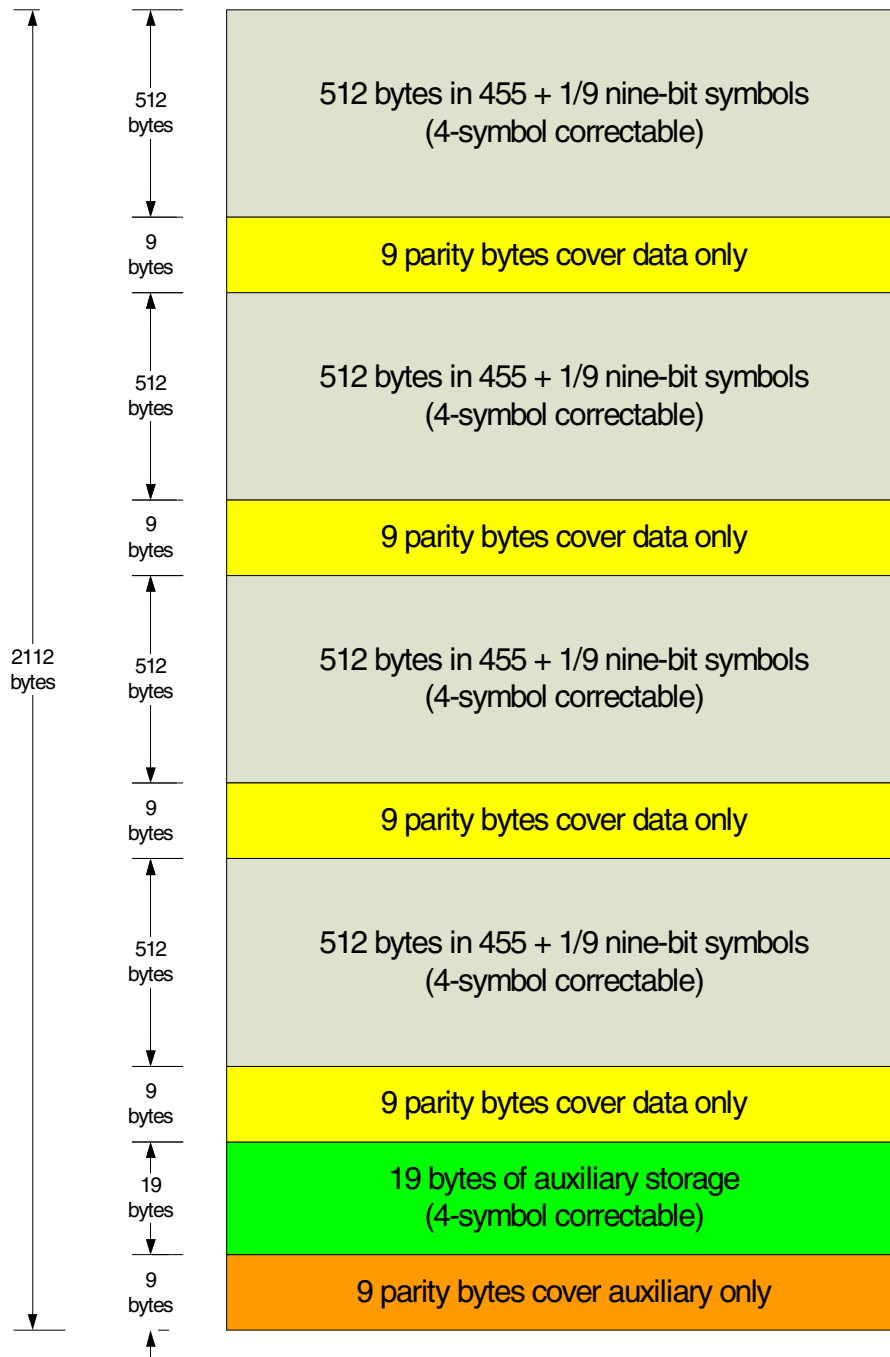 512
bytes
512 bytes in 455 + 1/9 nine-bit symbols
(4-symbol correctable)
9
bytes
9 parity bytes cover data only
512
bytes
512 bytes in 455 + 1/9 nine-bit symbols
(4-symbol correctable)
9
bytes
9 parity bytes cover data only
2112
bytes
512
bytes
512 bytes in 455 + 1/9 nine-bit symbols
(4-symbol correctable)
9
bytes
9 parity bytes cover data only
512
bytes
512 bytes in 455 + 1/9 nine-bit symbols
(4-symbol correctable)
9
bytes
9 parity bytes cover data only
19
bytes
19 bytes of auxiliary storage
(4-symbol correctable)
9
bytes
9 parity bytes cover auxiliary only